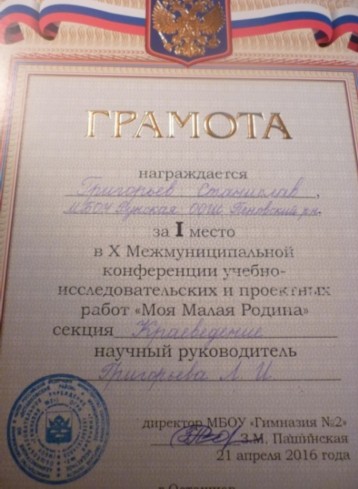 ГРАМОТА
награждается
Григорьев Станислав,
МБОУ Рунская ООШ Пеновский р-н
за I место
в X Межмуниципальной
конференции учебно-
исследовательских и проектных
работ «Моя Малая Родина»
секция Краеведение
научный руководитель
Григорьева Л. И
директор МБОУ «Гимназия №2»
З.М. Пашинская
21 апреля 2016 года